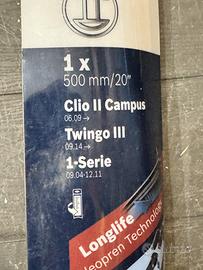 1 x
500 mm/20"
Clio II Campus
06.09→
Twingo III
09.14→
1-Serie
09.04-12.11
Longlife
Neopren Technolog